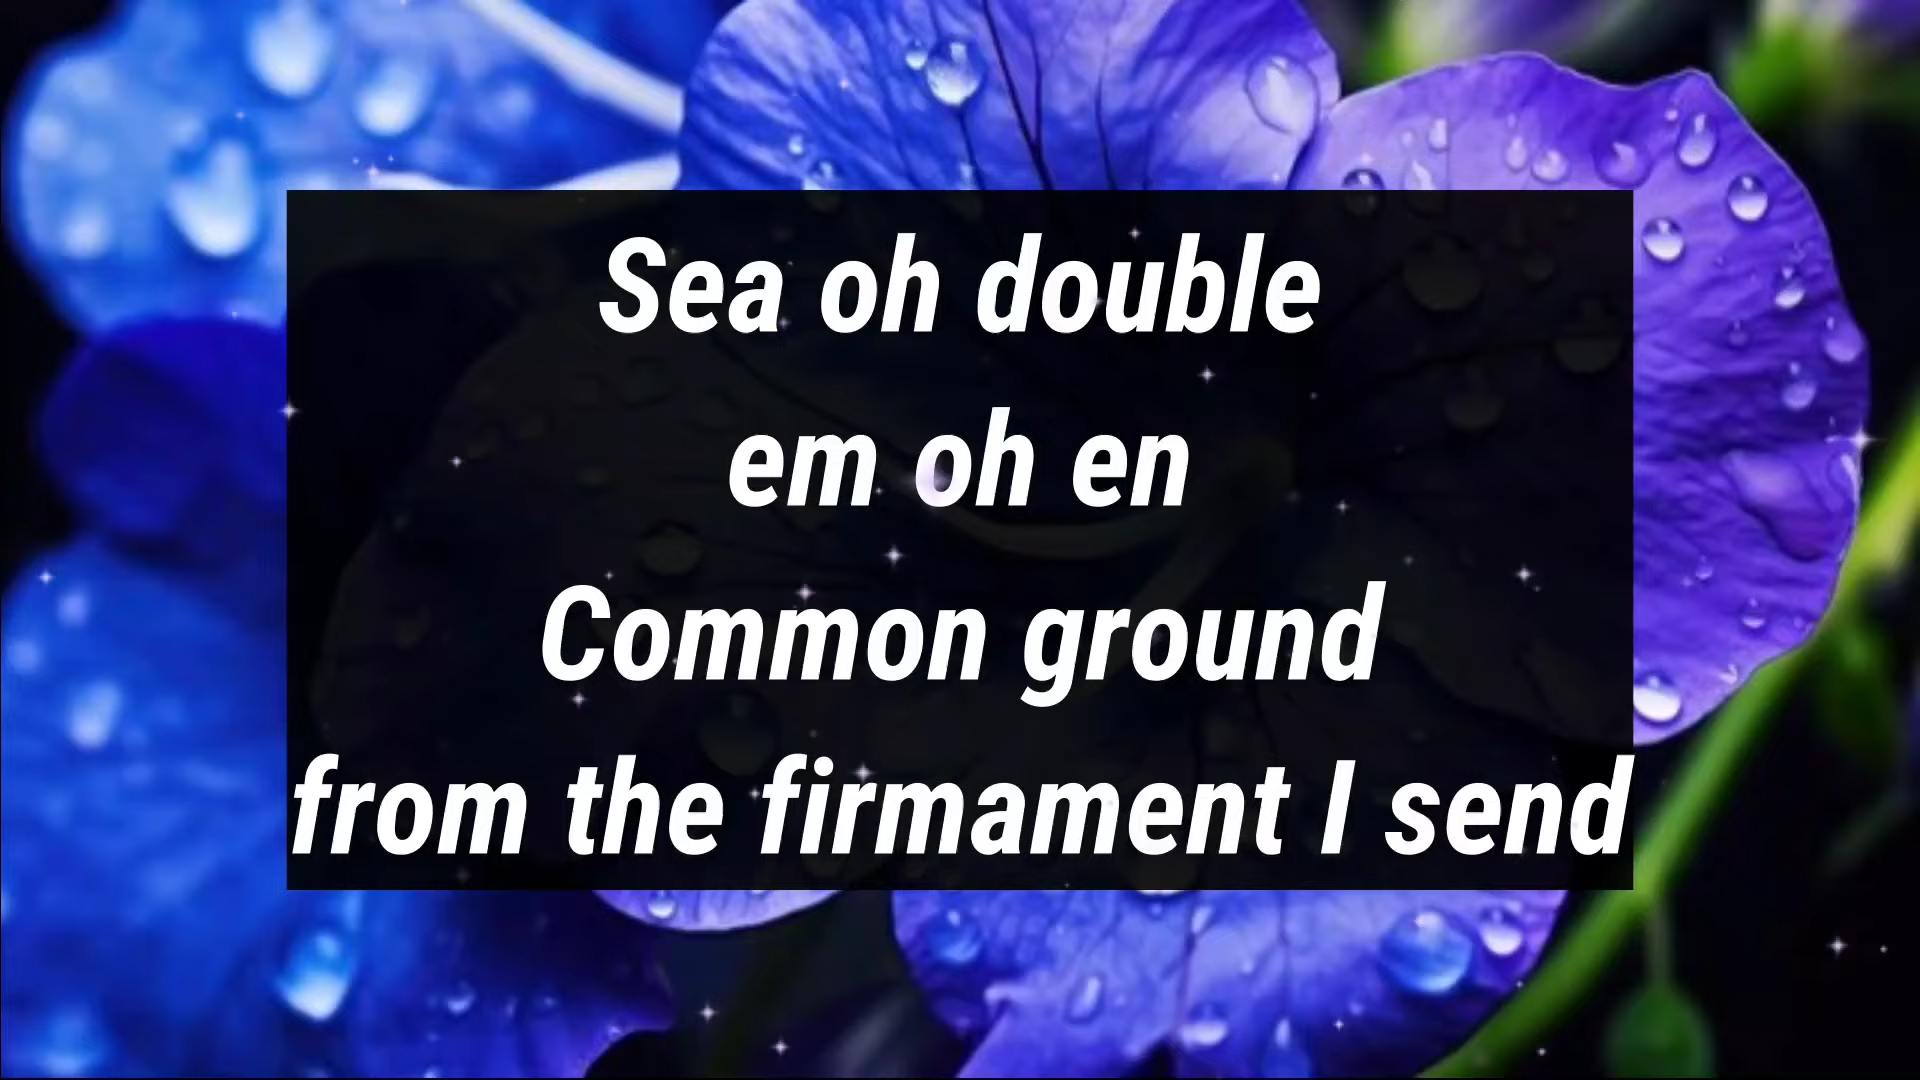 Sea oh double
em oh en
Common ground
from the firmament I send